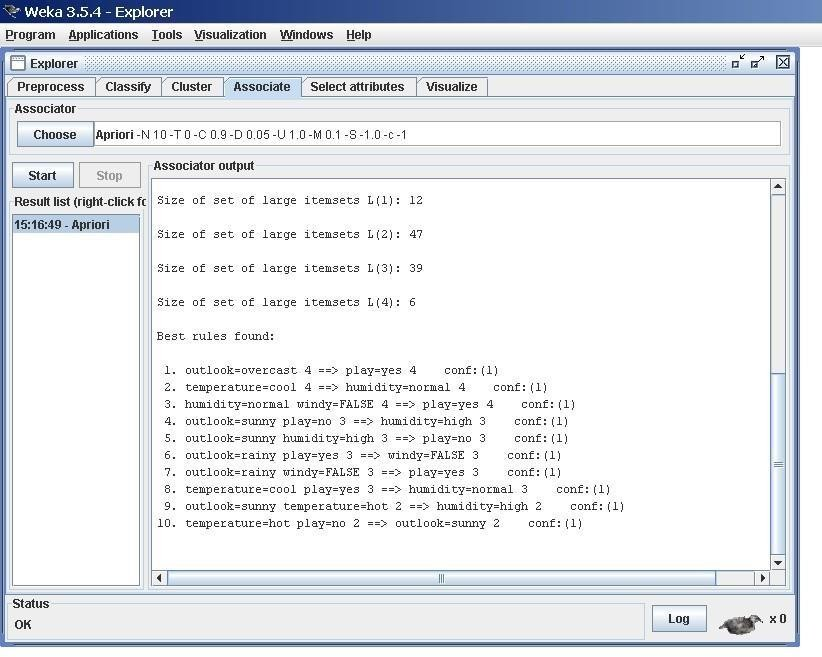 Weka 3.5.4 - Explorer
Program Applications Tools Visualization Windows Help
Explorer
Preprocess Classify Cluster Associate Select attributes Visualize
Associator
Choose Apriori -N 10 -T 0 -C 0.9 -D 0.05 -U 1.0 -M 0.1 -S -1.0 -c -1
Start Stop
Result list (right-click fo
15:16:49 - Apriori
Associator output
Size of set of large itemsets L(1): 12
Size of set of large itemsets L(2): 47
Size of set of large itemsets L(3): 39
Size of set of large itemsets L(4): 6
Best rules found:
1. outlook=overcast 4 ==> play=yes 4 conf:(1)
2. temperature=cool 4 ==> humidity=normal 4 conf:(1)
3. humidity=normal windy=FALSE 4 ==> play=yes 4 conf:(1)
4. outlook=sunny play=no 3 ==> humidity=high 3 conf:(1)
5. outlook=sunny humidity=high 3 ==> play=no 3 conf:(1)
6. outlook=rainy play=yes 3 ==> windy=FALSE 3 conf:(1)
7. outlook=rainy windy=FALSE 3 ==> play=yes 3 conf:(1)
8. temperature=cool play=yes 3 ==> humidity=normal 3 conf:(1)
9. outlook=sunny temperature=hot 2 ==> humidity=high 2 conf:(1)
10. temperature=hot play=no 2 ==> outlook=sunny 2 conf:(1)
Status
OK
Log x 0